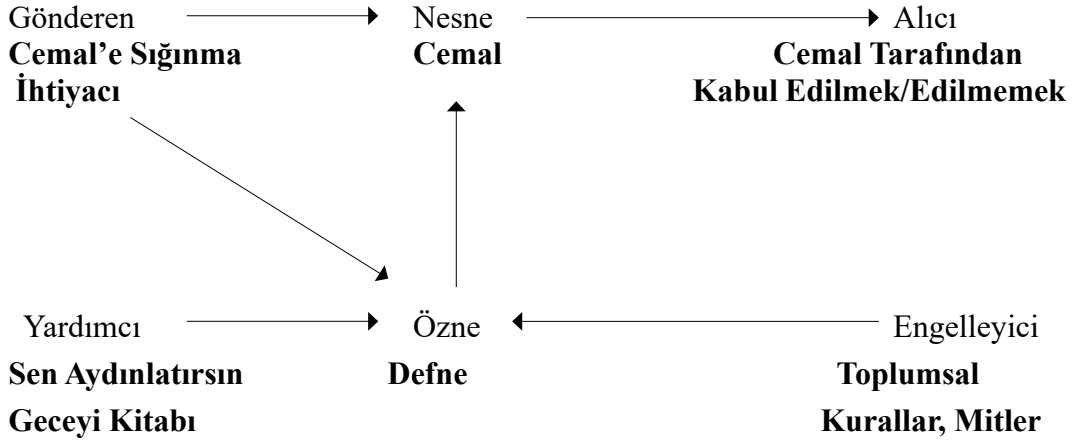 Gönderen Nesne Alıcı
Cemal’e Sığınma Cemal Cemal Tarafından
İhtiyacı Kabul Edilmek/Edilmemek
Yardımcı Özne Engelleyici
Sen Aydınlatırsın Defne Toplumsal
Geceyi Kitabı Kurallar, Mitler